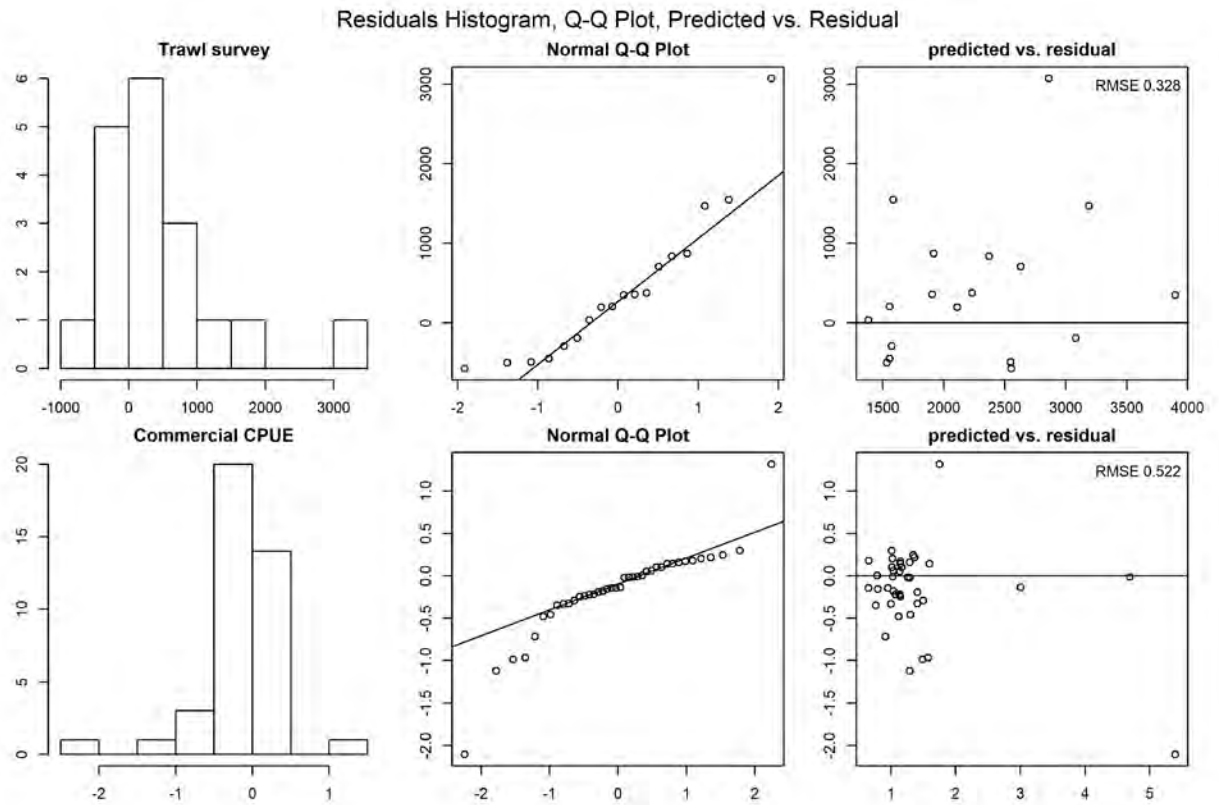 Residuals Histogram, Q-Q Plot, Predicted vs. Residual
Trawl survey
Normal Q-Q Plot
predicted vs. residual
6
5
4
3
2
1
0
-1000 0 1000 2000 3000
3000
2000
1000
0
-2 -1 0 1 2
RMSE 0.328
3000
2000
1000
0
1500 2000 2500 3000 3500 4000
Commercial CPUE
Normal Q-Q Plot
predicted vs. residual
20
15
10
5
0
-2 -1 0 1
1.0
0.5
0.0
-0.5
-1.0
-1.5
-2.0
-2 -1 0 1 2
RMSE 0.522
1.0
0.5
0.0
-0.5
-1.0
-1.5
-2.0
1 2 3 4 5